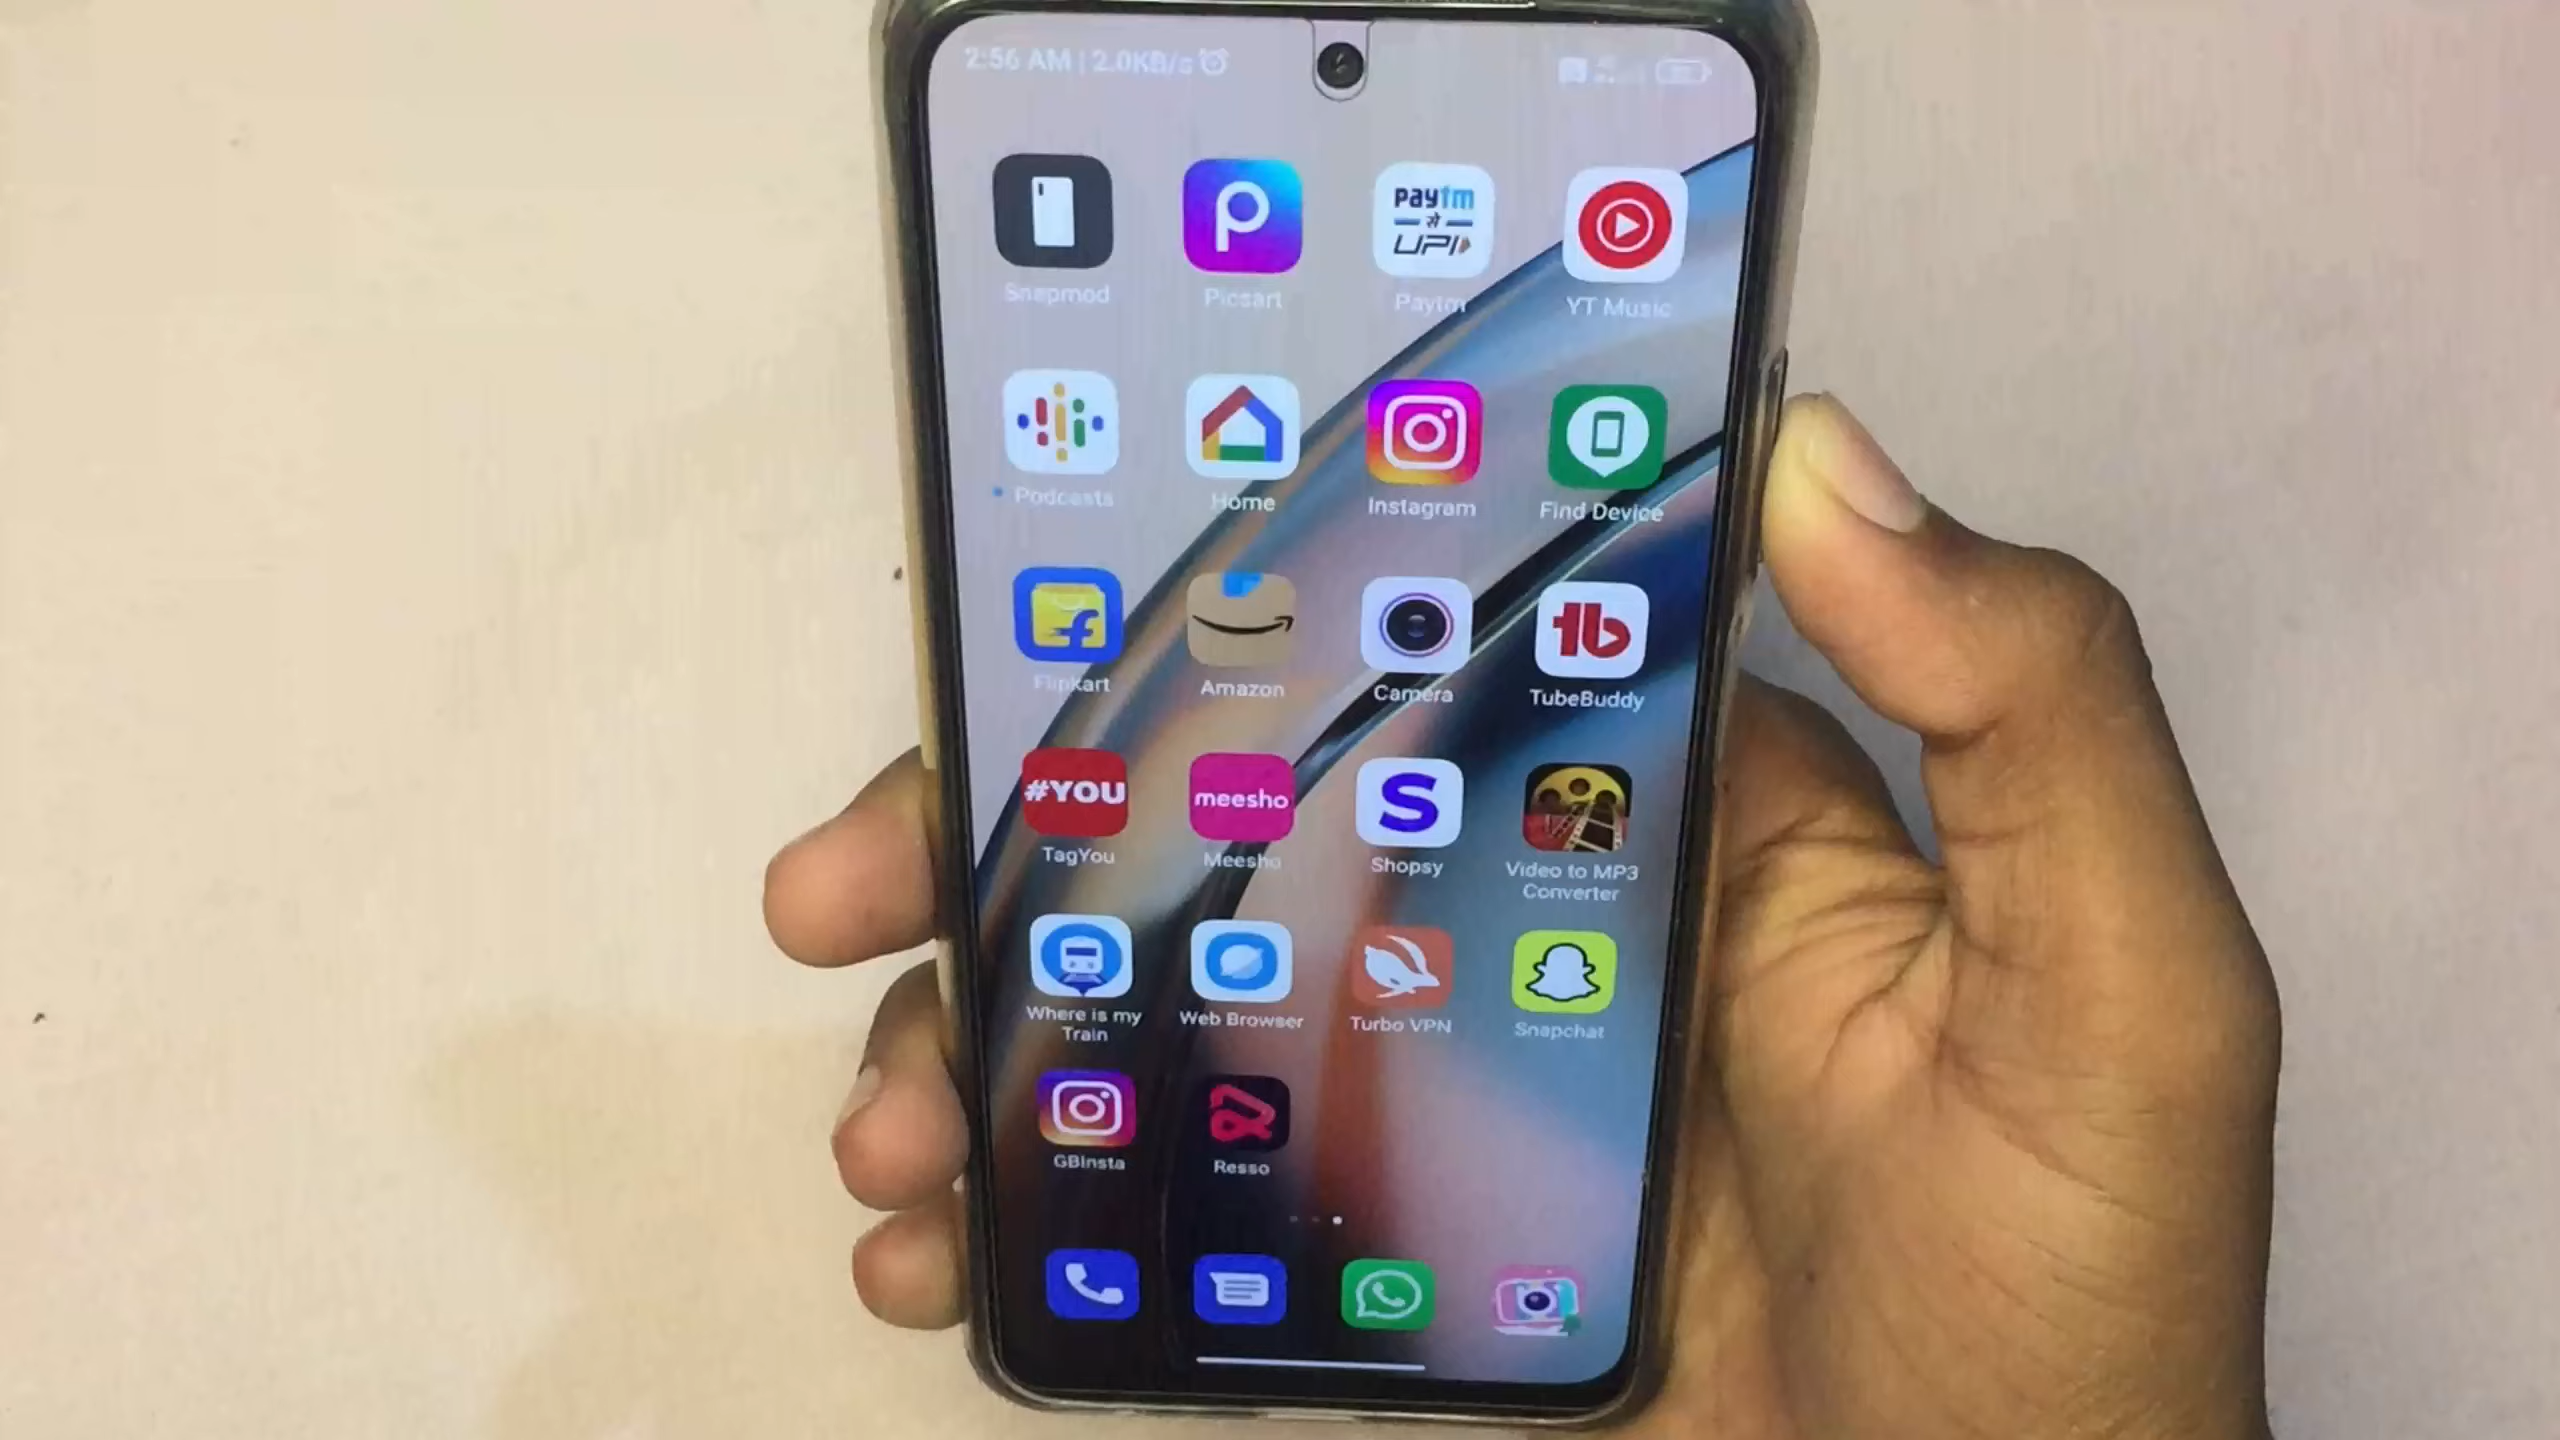 2:56 AM | 2.0KB/s
paytm
से
UPI
Snapmod
Picsart
Paytm
YT Music
Podcasts
Home
Instagram
Find Device
Flipkart
Amazon
Camera
TubeBuddy
#YOU
meesho
TagYou
Meesho
Shopsy
Video to MP3
Converter
Where is my
Train
Web Browser
Turbo VPN
Snapchat
GBInsta
Resso